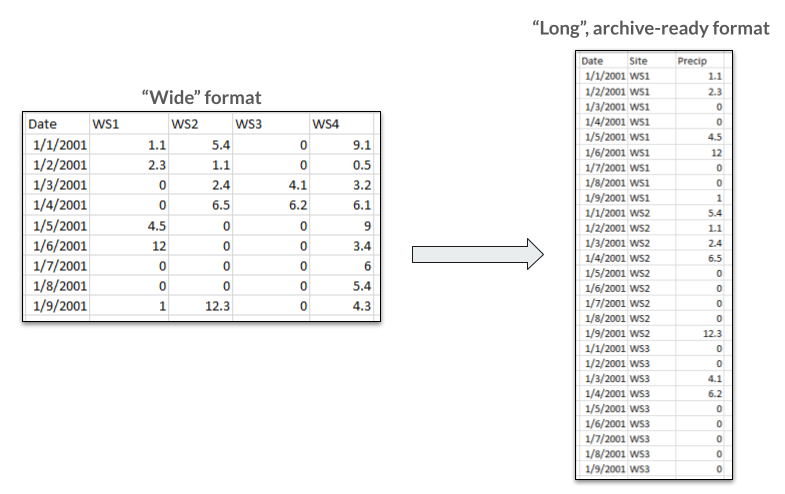 “Long”, archive-ready format
“Wide” format
Date WS1 WS2 WS3 WS4
1/1/2001 1.1 5.4 0 9.1
1/2/2001 2.3 1.1 0 0.5
1/3/2001 0 2.4 4.1 3.2
1/4/2001 0 6.5 6.2 6.1
1/5/2001 4.5 0 0 9
1/6/2001 12 0 0 3.4
1/7/2001 0 0 0 6
1/8/2001 0 0 0 5.4
1/9/2001 1 12.3 0 4.3
Date Site Precip
1/1/2001 WS1 1.1
1/2/2001 WS1 2.3
1/3/2001 WS1 0
1/4/2001 WS1 0
1/5/2001 WS1 4.5
1/6/2001 WS1 12
1/7/2001 WS1 0
1/8/2001 WS1 0
1/9/2001 WS1 1
1/1/2001 WS2 5.4
1/2/2001 WS2 1.1
1/3/2001 WS2 2.4
1/4/2001 WS2 6.5
1/5/2001 WS2 0
1/6/2001 WS2 0
1/7/2001 WS2 0
1/8/2001 WS2 0
1/9/2001 WS2 12.3
1/1/2001 WS3 0
1/2/2001 WS3 0
1/3/2001 WS3 4.1
1/4/2001 WS3 6.2
1/5/2001 WS3 0
1/6/2001 WS3 0
1/7/2001 WS3 0
1/8/2001 WS3 0
1/9/2001 WS3 0